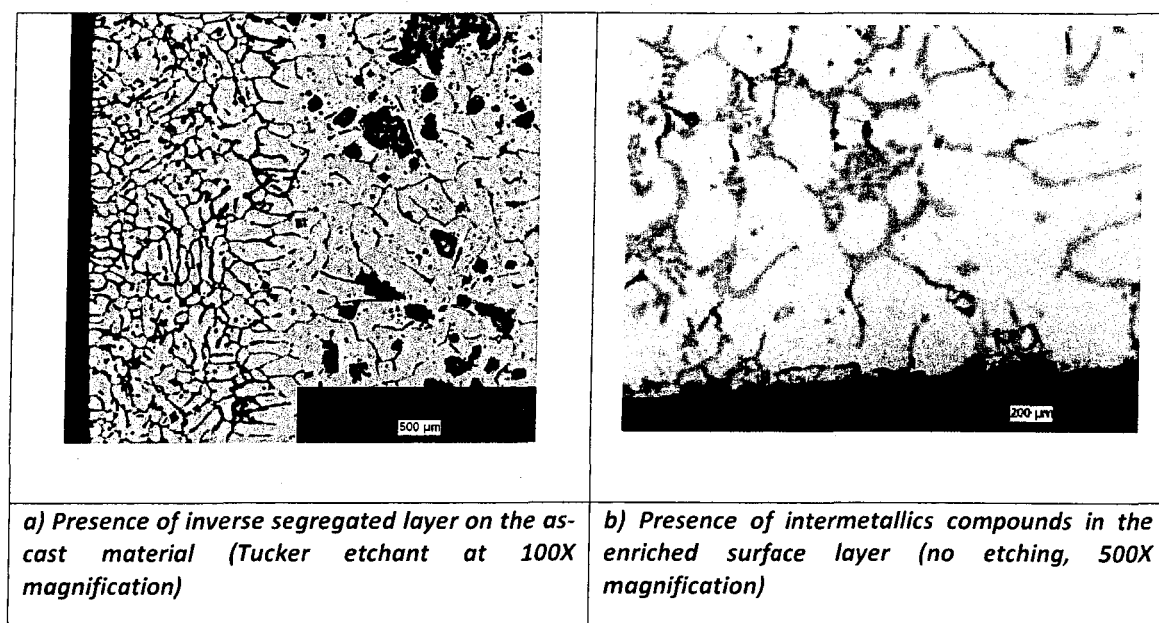 500 µm
200 µm
a) Presence of inverse segregated layer on the as-
cast material (Tucker etchant at 100X
magnification)
b) Presence of intermetallics compounds in the
enriched surface layer (no etching, 500X
magnification)